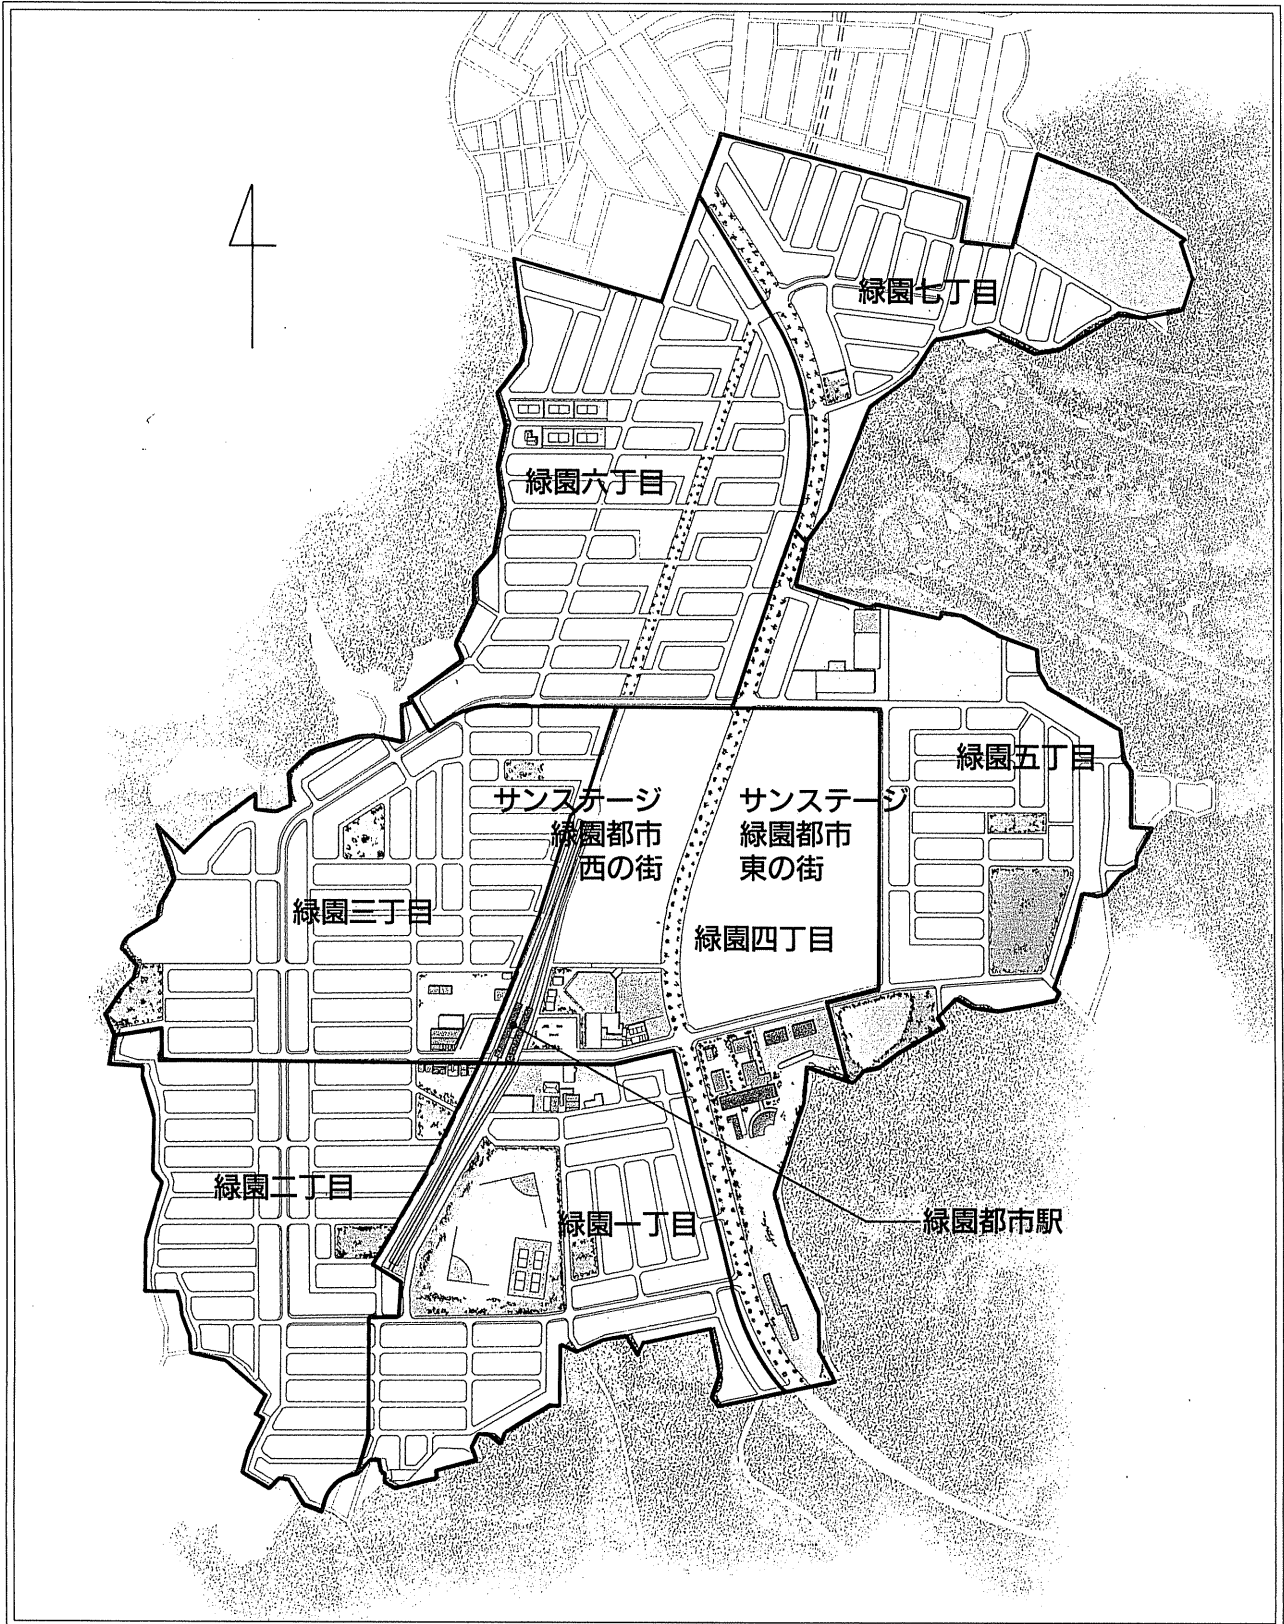 緑園七丁目
緑園六丁目
緑園五丁目
サンステージ
緑園都市
西の街
サンステージ
緑園都市
東の街
緑園三丁目
緑園四丁目
緑園二丁目
緑園一丁目
緑園都市駅